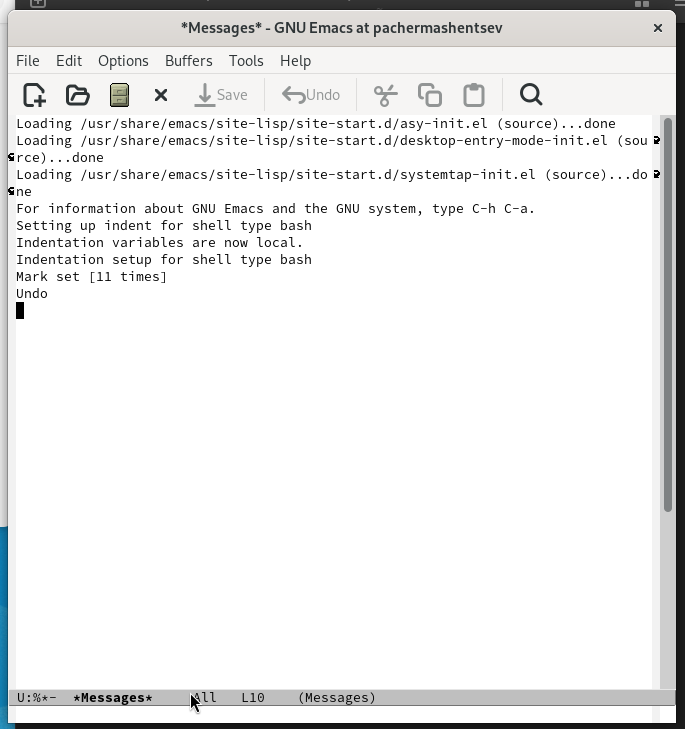 *Messages* - GNU Emacs at pachermashentsev
File Edit Options Buffers Tools Help
Save Undo
Loading /usr/share/emacs/site-lisp/site-start.d/asy-init.el (source)...done
Loading /usr/share/emacs/site-lisp/site-start.d/desktop-entry-mode-init.el (sou
rce)...done
Loading /usr/share/emacs/site-lisp/site-start.d/systemtap-init.el (source)...do
ne
For information about GNU Emacs and the GNU system, type C-h C-a.
Setting up indent for shell type bash
Indentation variables are now local.
Indentation setup for shell type bash
Mark set [11 times]
Undo
U:%*- *Messages* All L10 (Messages)